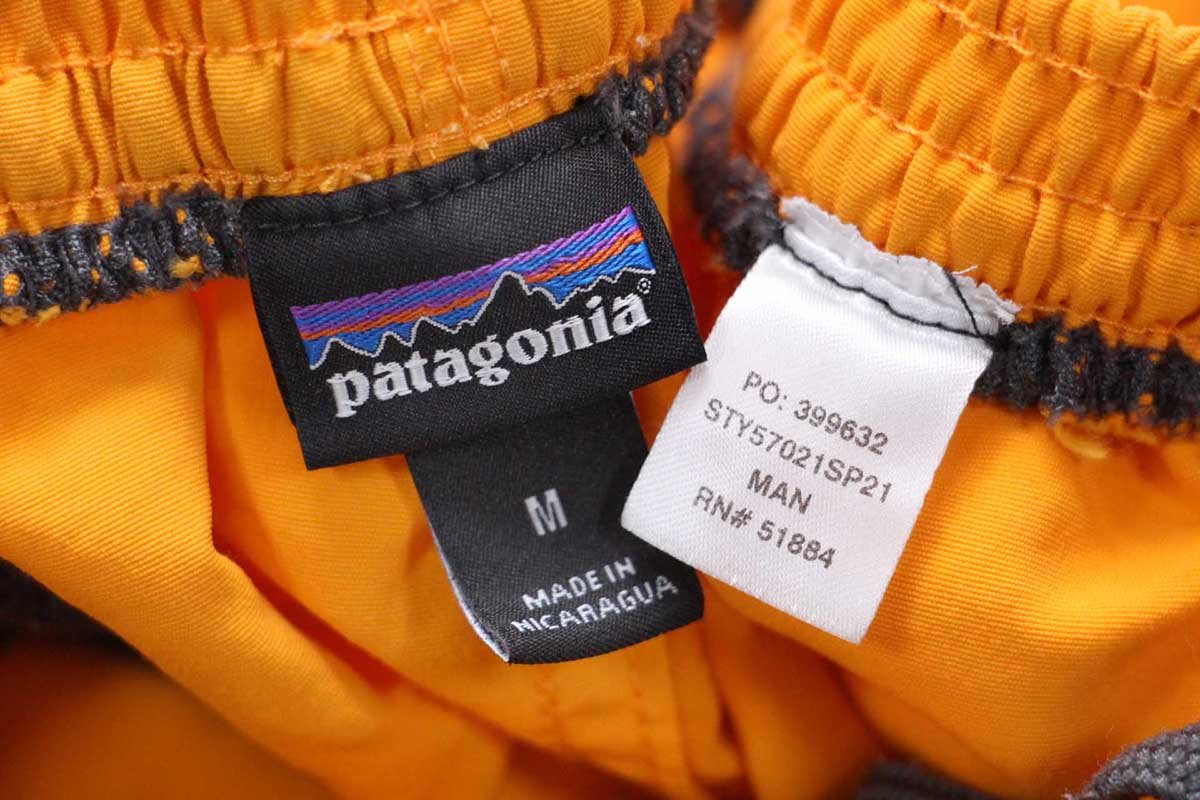 patagonia®
M
MADE IN
NICARAGUA
PO: 399632
STY57021SP21
MAN
RN# 51884